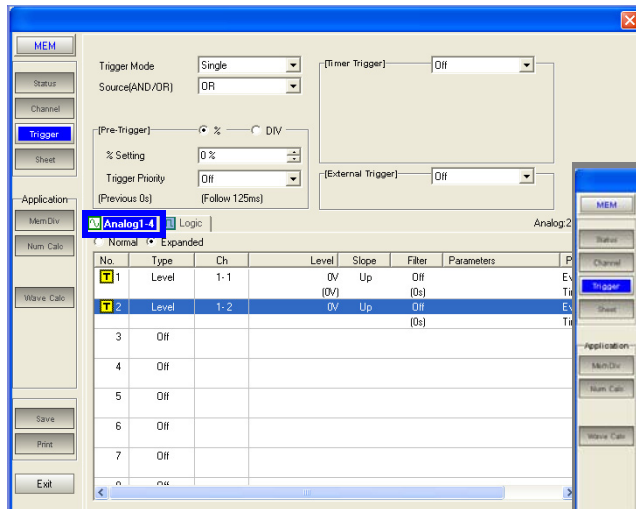 MEM
Status
Channel
Trigger
Sheet
Application
Mem Div
Num Calc
Wave Calc
Save
Print
Exit
Trigger Mode Single
Source(AND/OR) OR
[Pre-Trigger] % DIV
% Setting 0 %
Trigger Priority Off
(Previous 0s) (Follow 125ms)
[Timer Trigger] Off
[External Trigger] Off
Analog1-4 Logic Analog:2
Normal Expanded
No. Type Ch Level Slope Filter Parameters
T 1 Level 1- 1 0V Up Off
(0V) (0s)
T 2 Level 1- 2 0V Up Off
(0s)
3 Off
4 Off
5 Off
6 Off
7 Off
MEM
Status
Channel
Trigger
Sheet
Application
Mem Div
Num Calc
Wave Calc